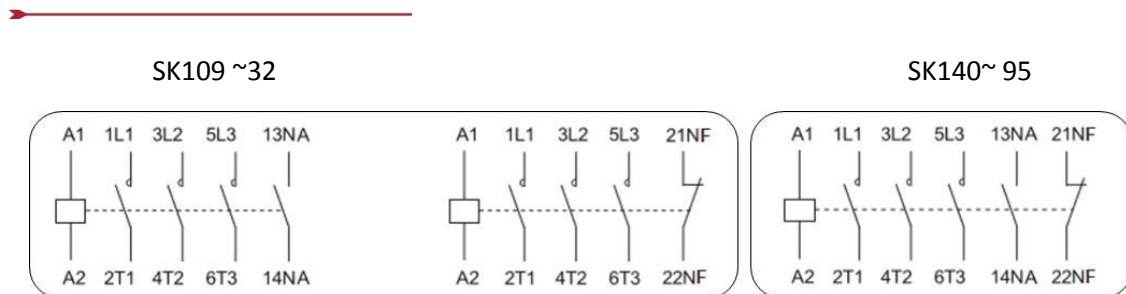 SK109 ~32
SK140~ 95
A1 1L1 3L2 5L3 13NA
A2 2T1 4T2 6T3 14NA
A1 1L1 3L2 5L3 21NF
A2 2T1 4T2 6T3 22NF
A1 1L1 3L2 5L3 13NA 21NF
A2 2T1 4T2 6T3 14NA 22NF